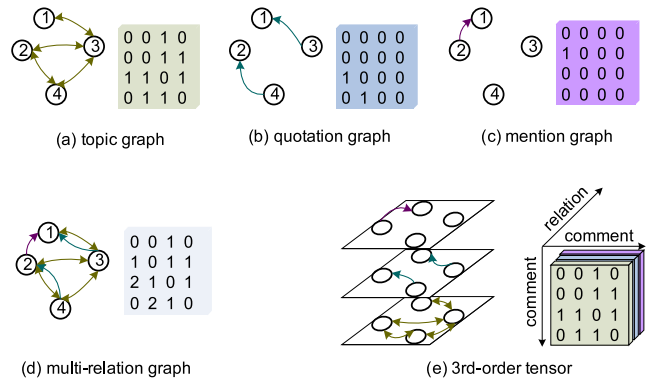 1
2
3
4
0 0 1 0
0 0 1 1
1 1 0 1
0 1 1 0
(a) topic graph
1
2
3
4
0 0 0 0
0 0 0 0
1 0 0 0
0 1 0 0
(b) quotation graph
1
2
3
4
0 0 0 0
1 0 0 0
0 0 0 0
0 0 0 0
(c) mention graph
1
2
3
4
0 0 1 0
1 0 1 1
2 1 0 1
0 2 1 0
(d) multi-relation graph
relation
comment
comment
0 0 1 0
0 0 1 1
1 1 0 1
0 1 1 0
(e) 3rd-order tensor